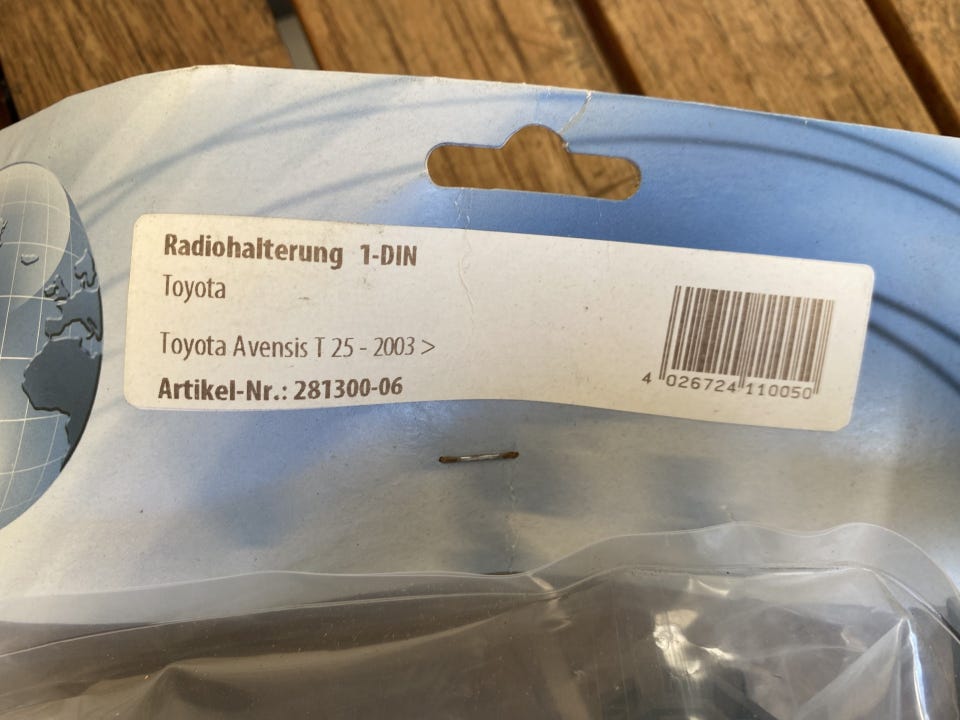 Radiohalterung 1-DIN
Toyota
Toyota Avensis T 25 - 2003 >
Artikel-Nr.: 281300-06
4 026724 110050